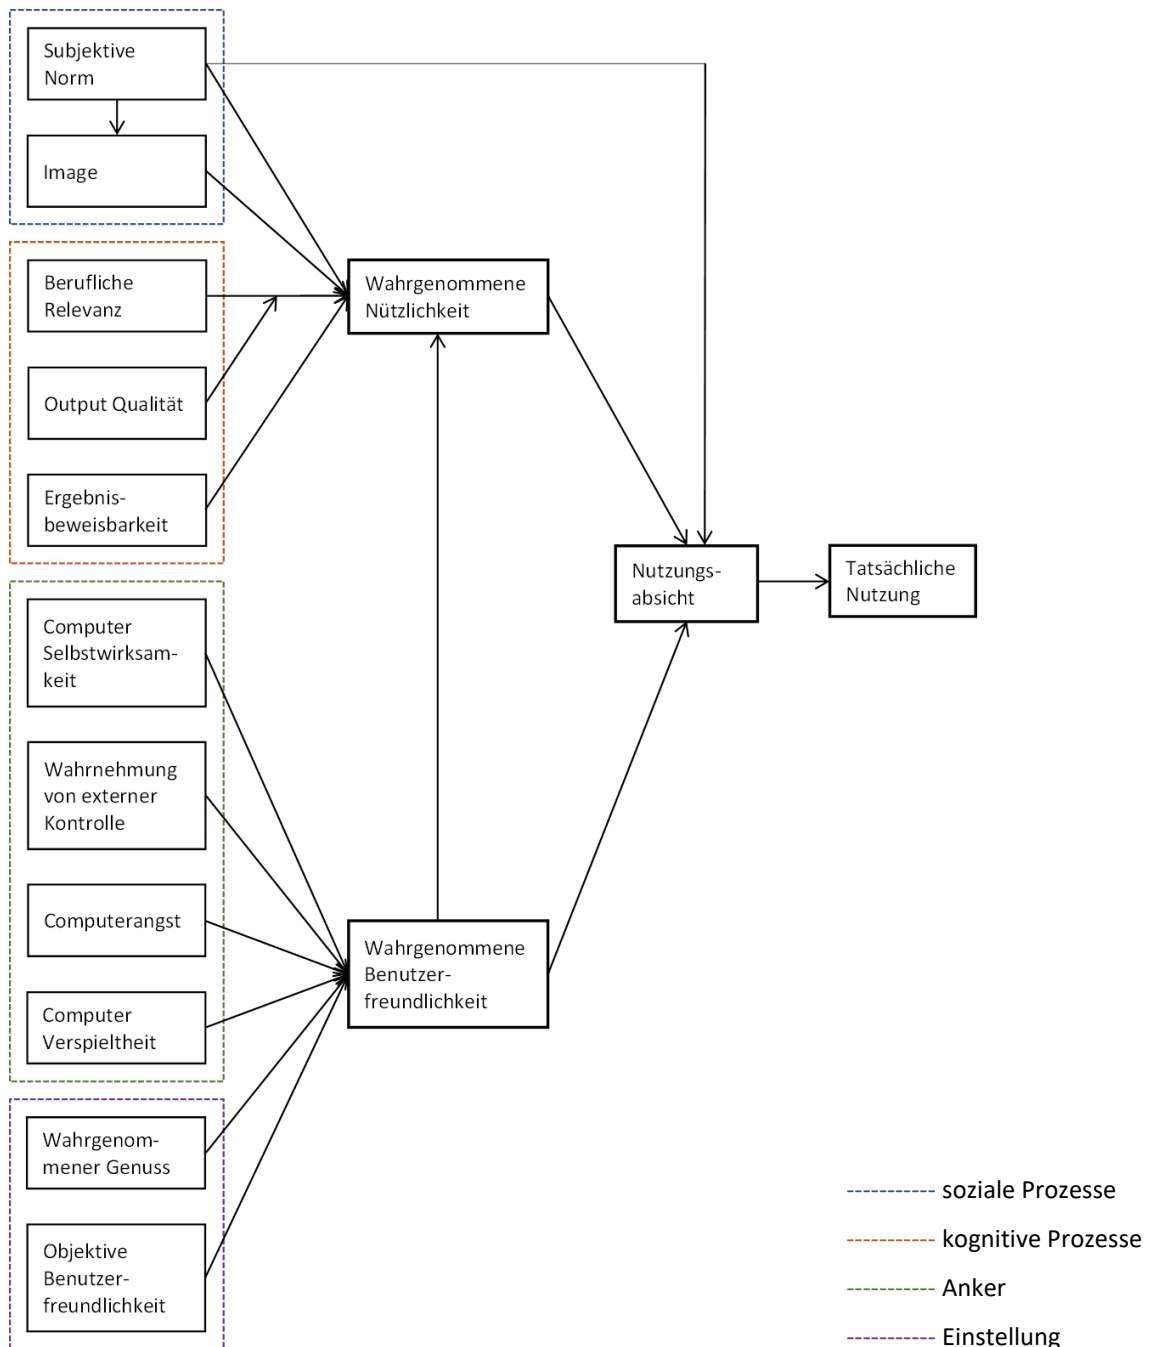 Subjektive
Norm
Image
Berufliche
Relevanz
Output Qualität
Ergebnis-
beweisbarkeit
Computer
Selbstwirksam-
keit
Wahrnehmung
von externer
Kontrolle
Computerangst
Computer
Verspieltheit
Wahrgenom-
mener Genuss
Objektive
Benutzer-
freundlichkeit
Wahrgenommene
Nützlichkeit
Wahrgenommene
Benutzer-
freundlichkeit
Nutzungs-
absicht
Tatsächliche
Nutzung
soziale Prozesse
kognitive Prozesse
Anker
Einstellung